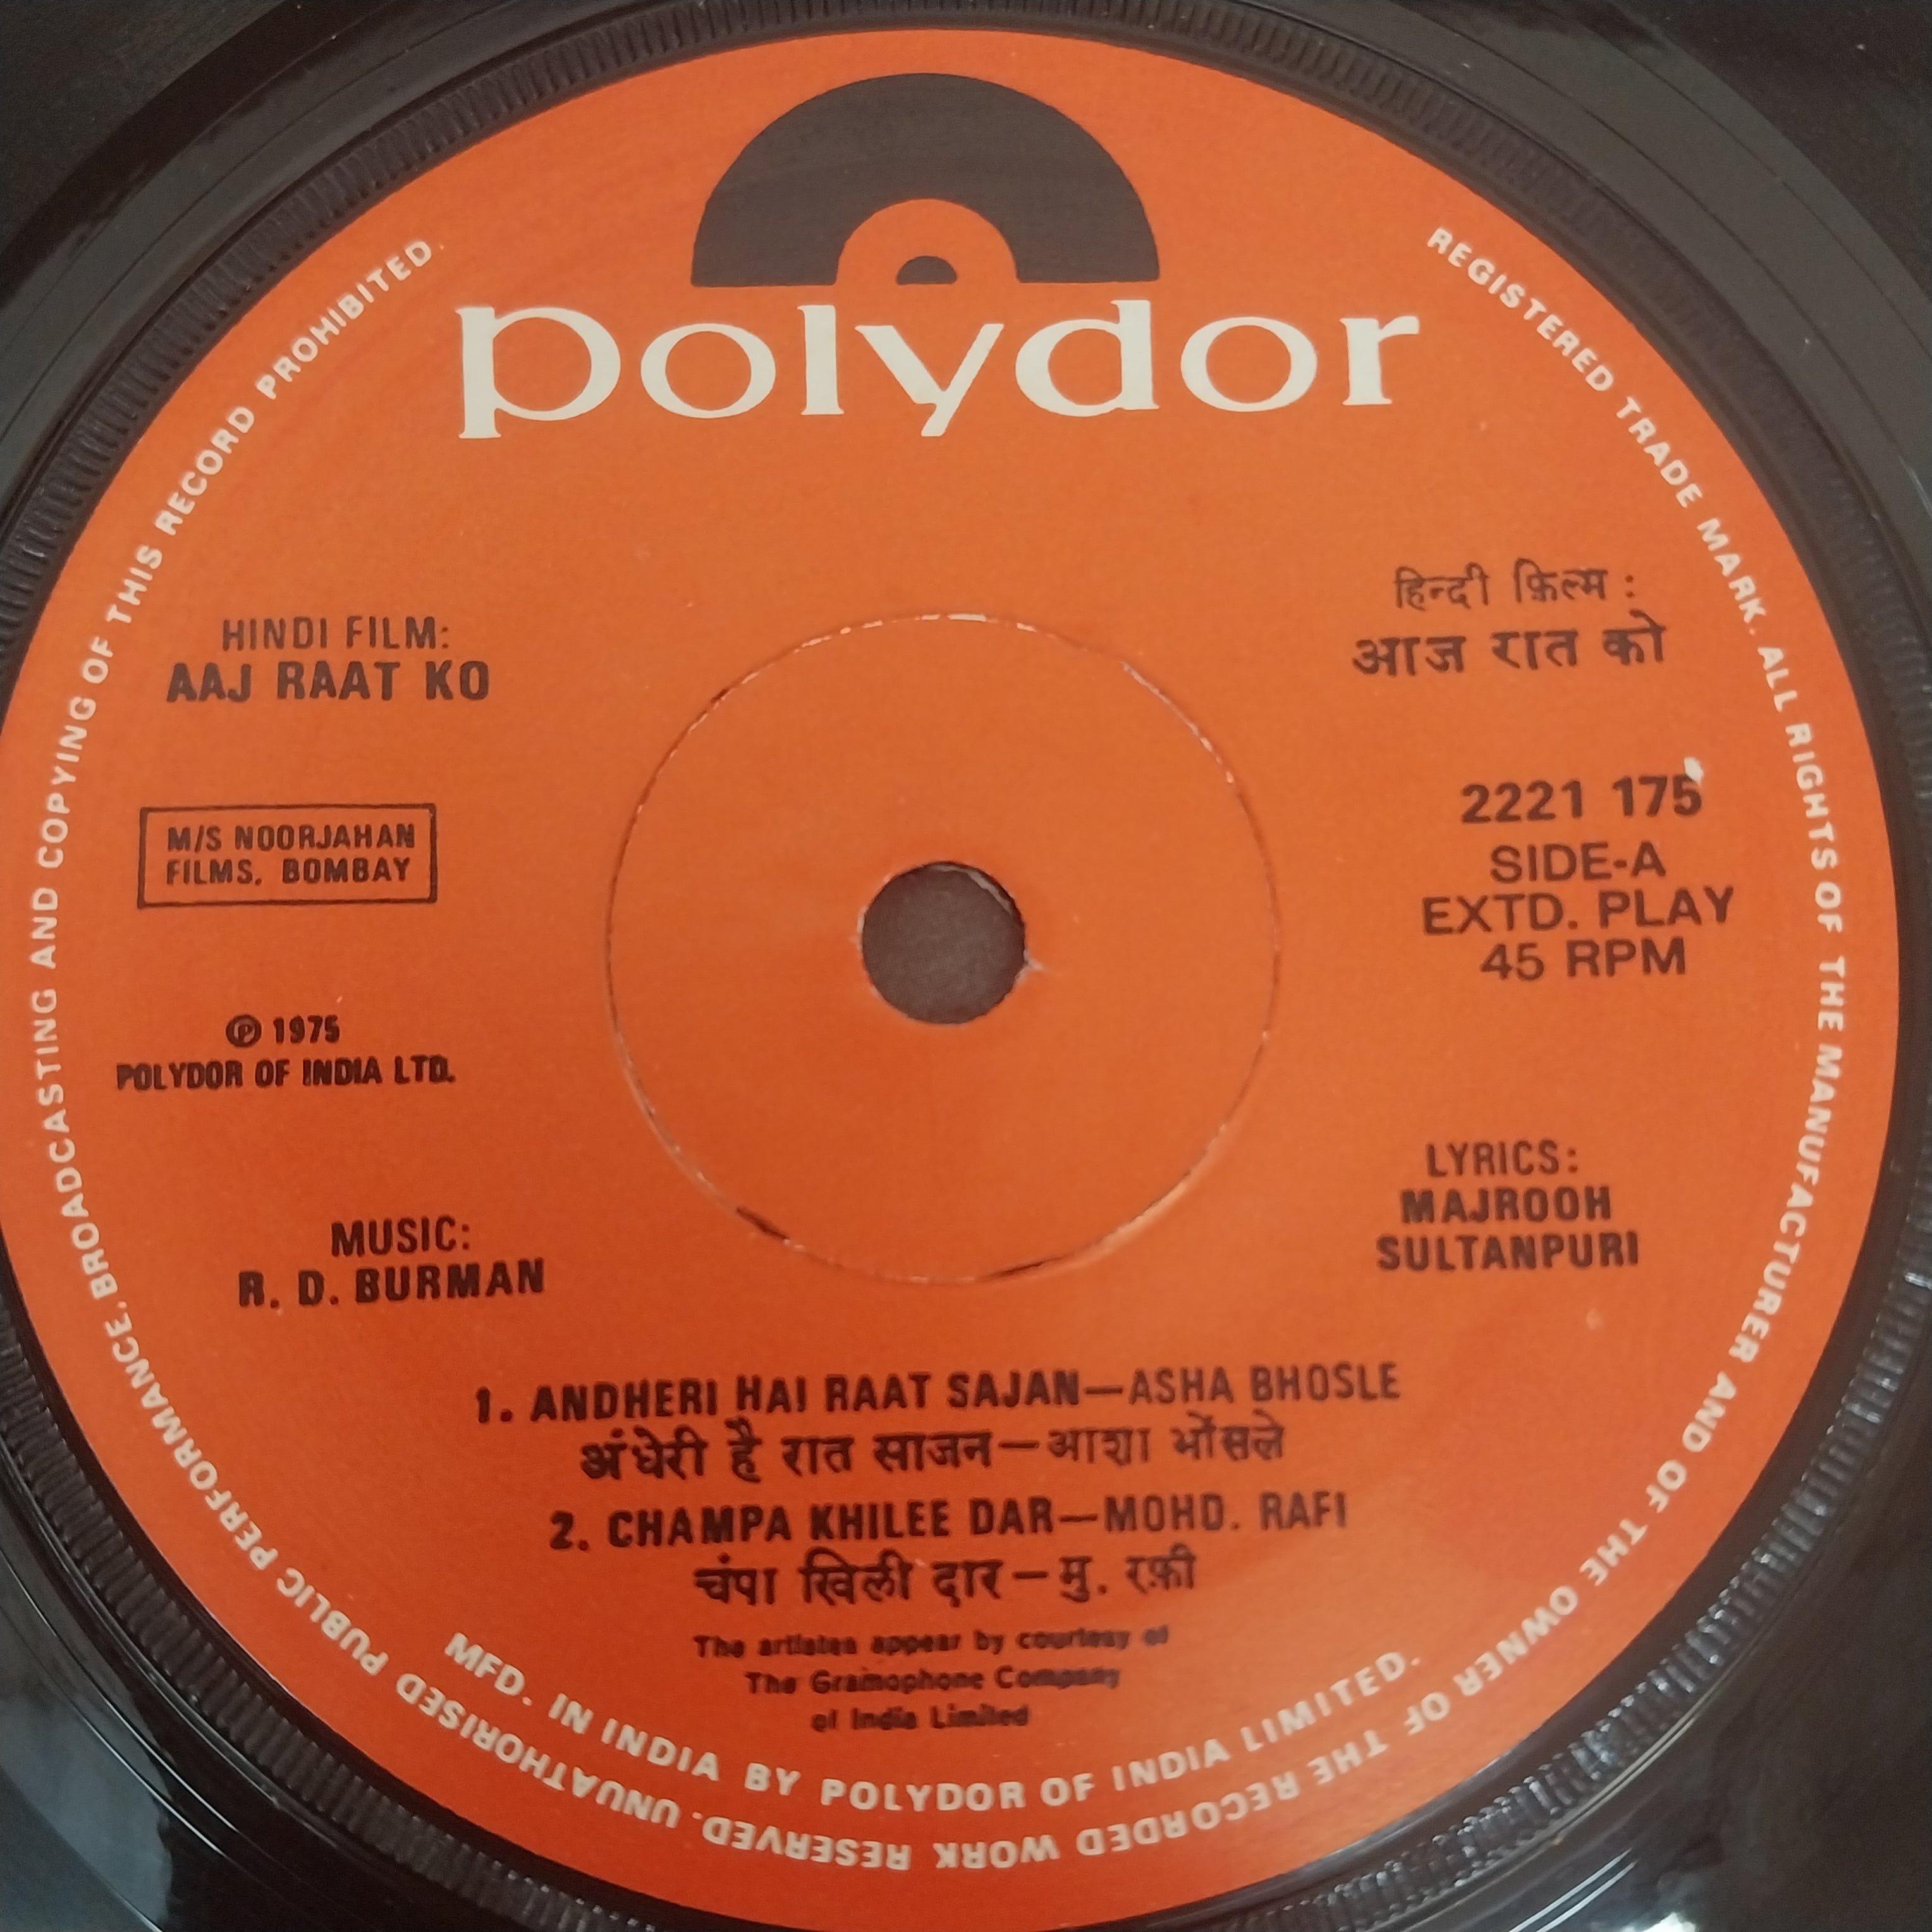 polydor
HINDI FILM:
AAJ RAAT KO
हिन्दी फ़िल्म :
आज रात को
M/S NOORJAHAN
FILMS, BOMBAY
2221 175
SIDE-A
EXTD. PLAY
45 RPM
Ⓟ 1975
POLYDOR OF INDIA LTD.
MUSIC:
R. D. BURMAN
LYRICS:
MAJROOH
SULTANPURI
1. ANDHERI HAI RAAT SAJAN—ASHA BHOSLE
अंधेरी है रात साजन—आशा भोंसले
2. CHAMPA KHILEE DAR—MOHD. RAFI
चंपा खिली दार—मु. रफ़ी
The artistes appear by courtesy of
The Gramophone Company
of India Limited
MFD. IN INDIA BY POLYDOR OF INDIA LIMITED.
REGISTERED TRADE MARK. ALL RIGHTS OF THE MANUFACTURER AND OF THE OWNER OF THE RECORDED WORK RESERVED. UNUATHORISED PUBLIC PERFORMANCE, BROADCASTING AND COPYING OF THIS RECORD PROHIBITED.